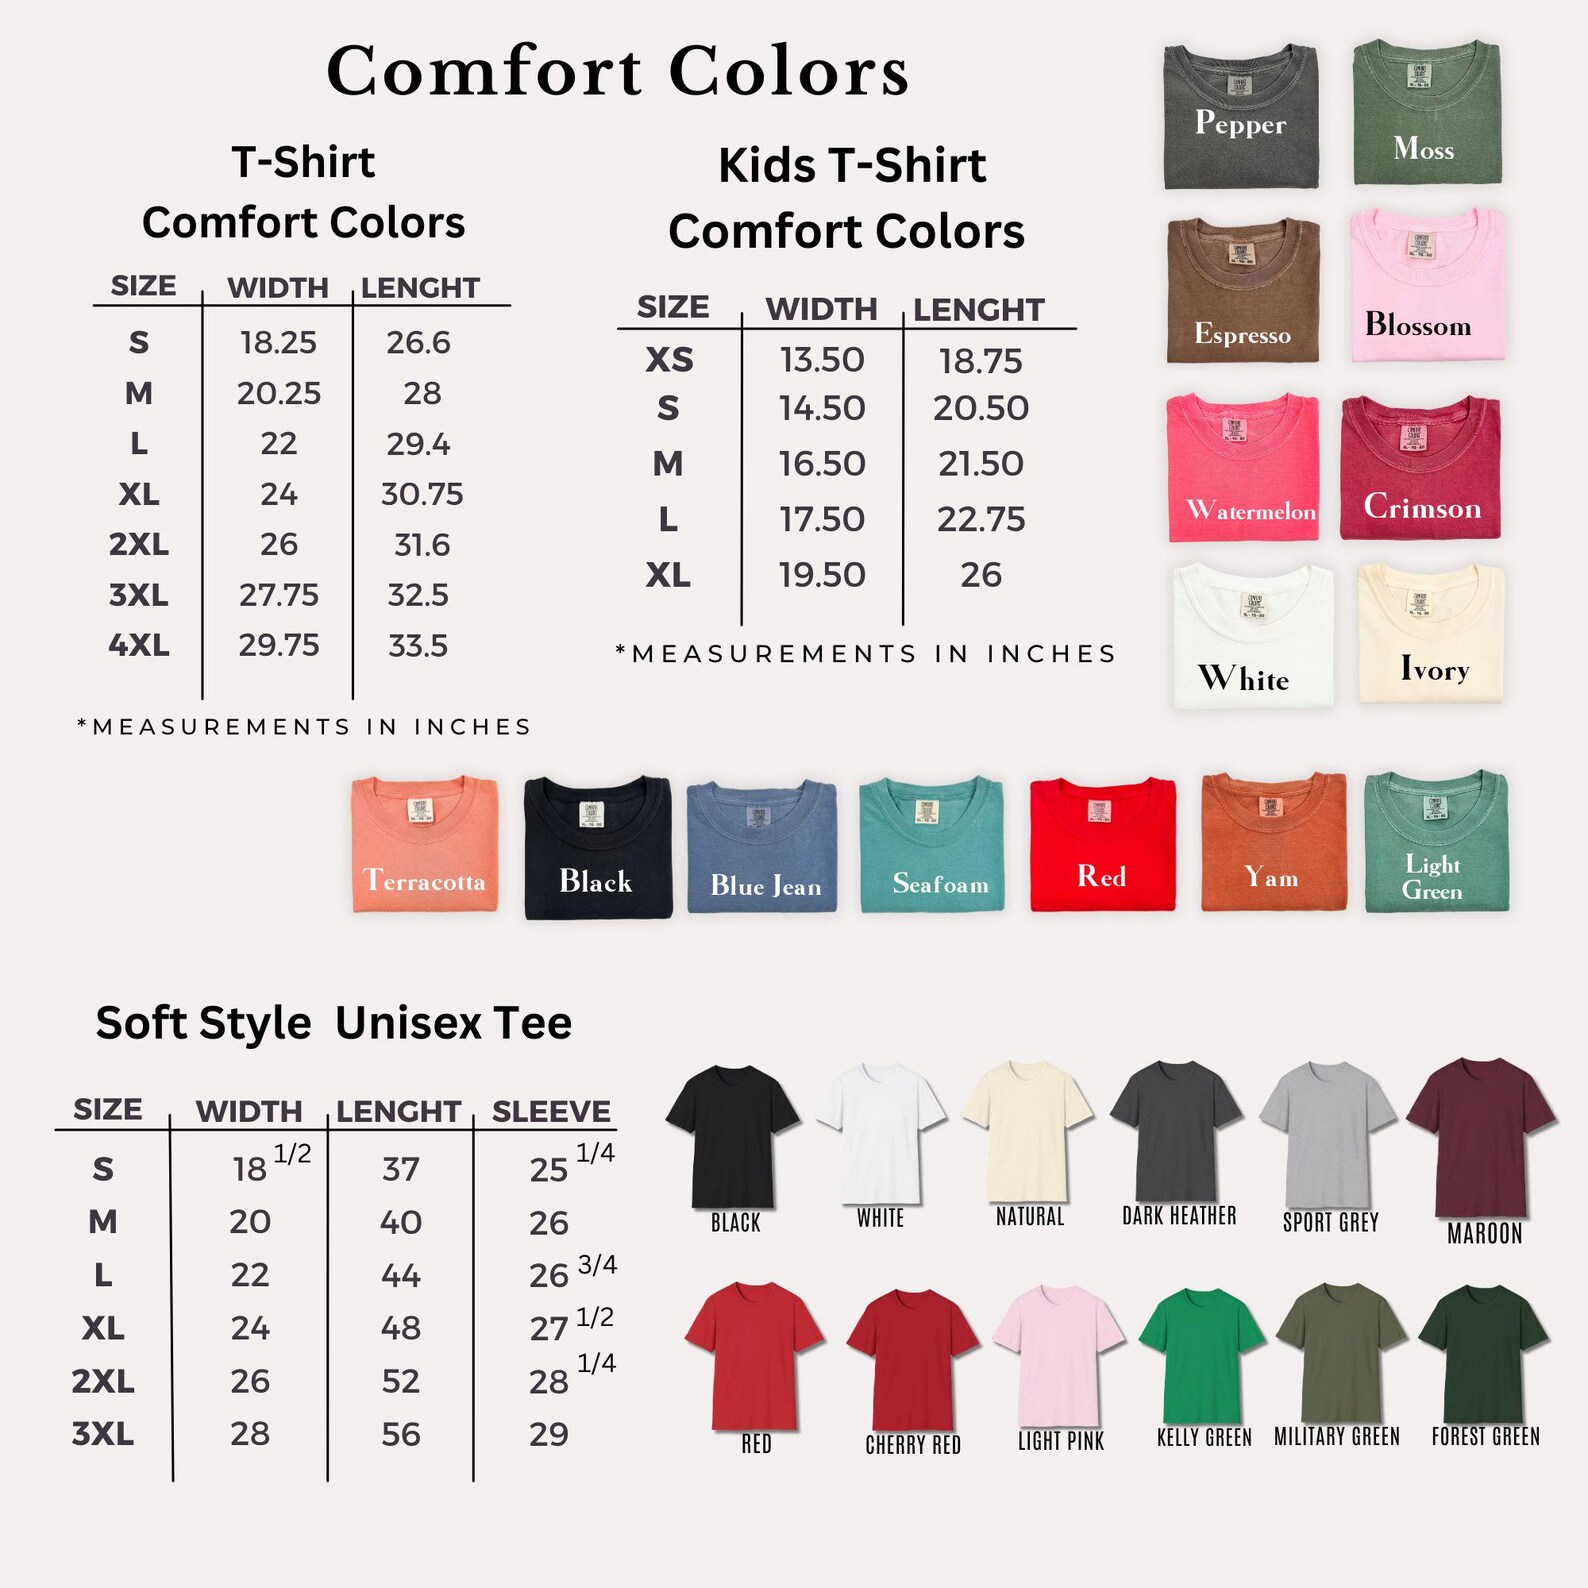 Comfort Colors
T-Shirt
Comfort Colors
SIZE WIDTH LENGHT
S 18.25 26.6
M 20.25 28
L 22 29.4
XL 24 30.75
2XL 26 31.6
3XL 27.75 32.5
4XL 29.75 33.5
*MEASUREMENTS IN INCHES
Kids T-Shirt
Comfort Colors
SIZE WIDTH LENGHT
XS 13.50 18.75
S 14.50 20.50
M 16.50 21.50
L 17.50 22.75
XL 19.50 26
*MEASUREMENTS IN INCHES
Pepper
Moss
Espresso
Blossom
Watermelon
Crimson
White
Ivory
Terracotta
Black
Blue Jean
Seafoam
Red
Yam
Light
Green
Soft Style Unisex Tee
SIZE WIDTH LENGHT SLEEVE
S 18 1/2 37 25 1/4
M 20 40 26
L 22 44 26 3/4
XL 24 48 27 1/2
2XL 26 52 28 1/4
3XL 28 56 29
BLACK
WHITE
NATURAL
DARK HEATHER
SPORT GREY
MAROON
RED
CHERRY RED
LIGHT PINK
KELLY GREEN
MILITARY GREEN
FOREST GREEN